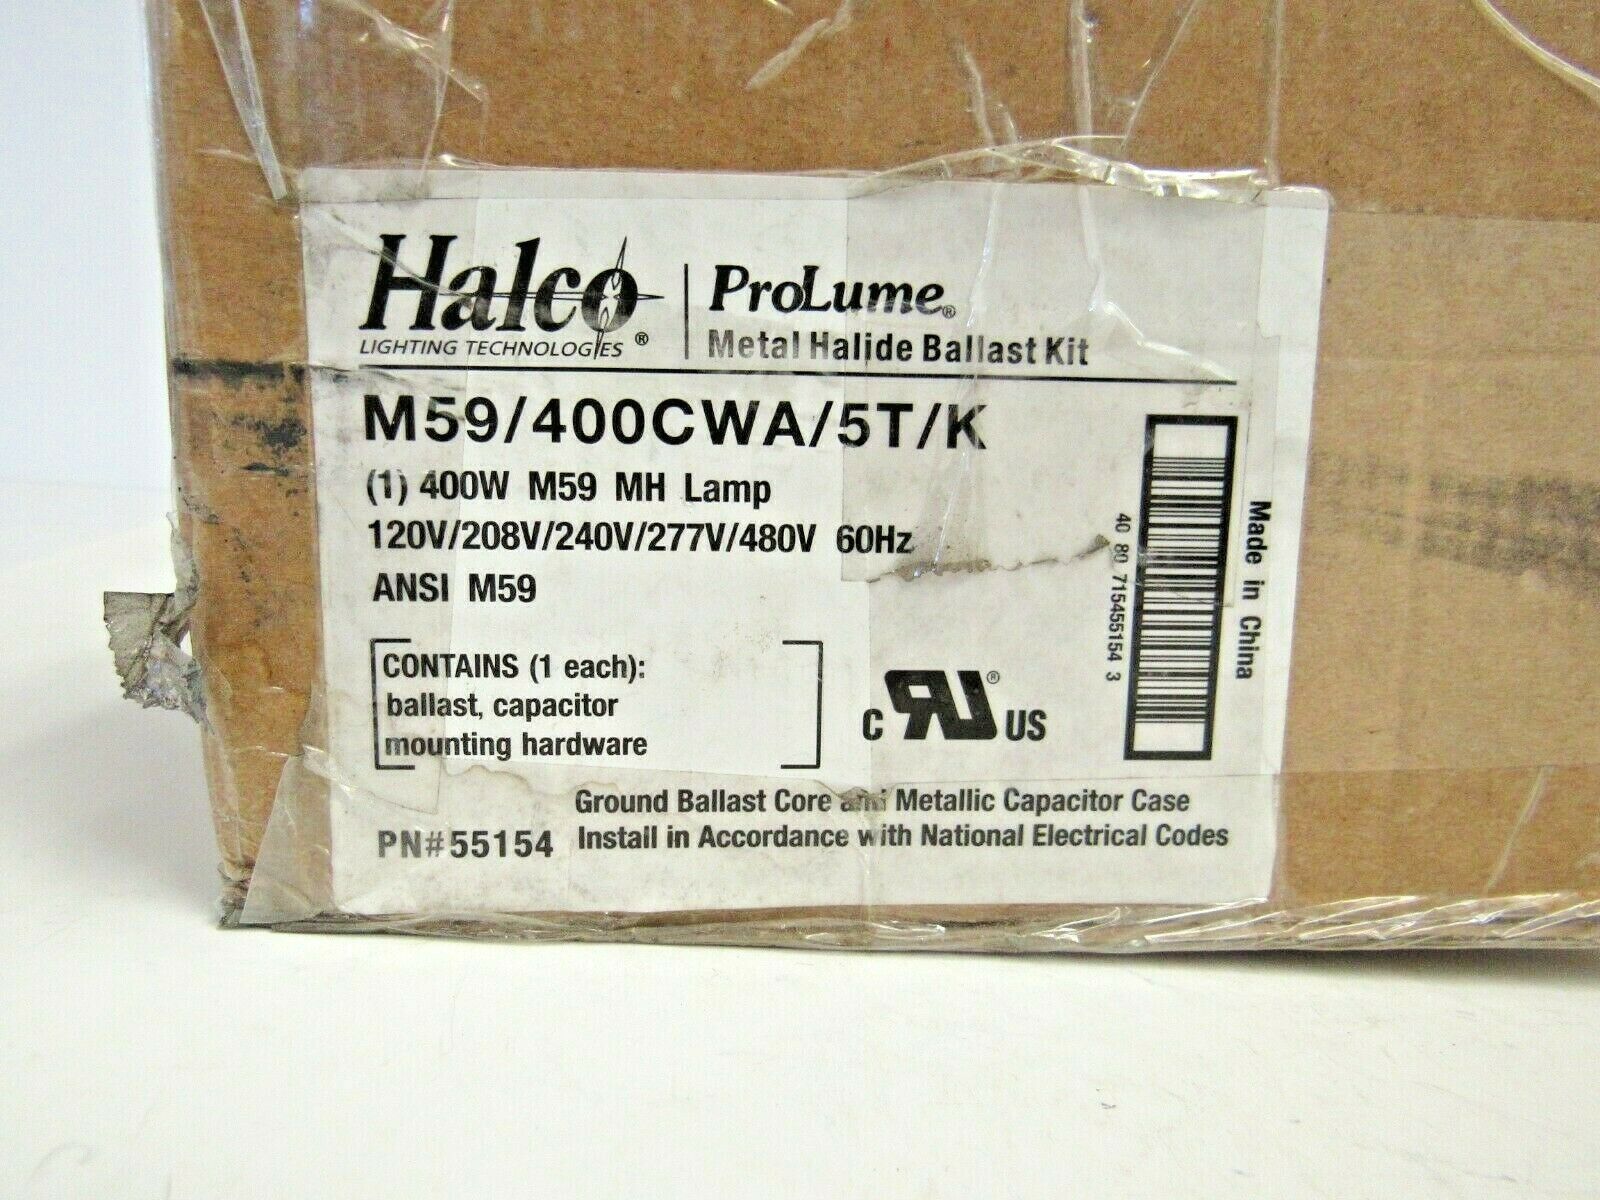 Halco ®
LIGHTING TECHNOLOGIES
ProLume®
Metal Halide Ballast Kit
M59/400CWA/5T/K
(1) 400W M59 MH Lamp
120V/208V/240V/277V/480V 60Hz
ANSI M59
CONTAINS (1 each):
ballast, capacitor
mounting hardware
C RU® US
40 80 715455154 3
Made in China
Ground Ballast Core and Metallic Capacitor Case
Install in Accordance with National Electrical Codes
PN#55154